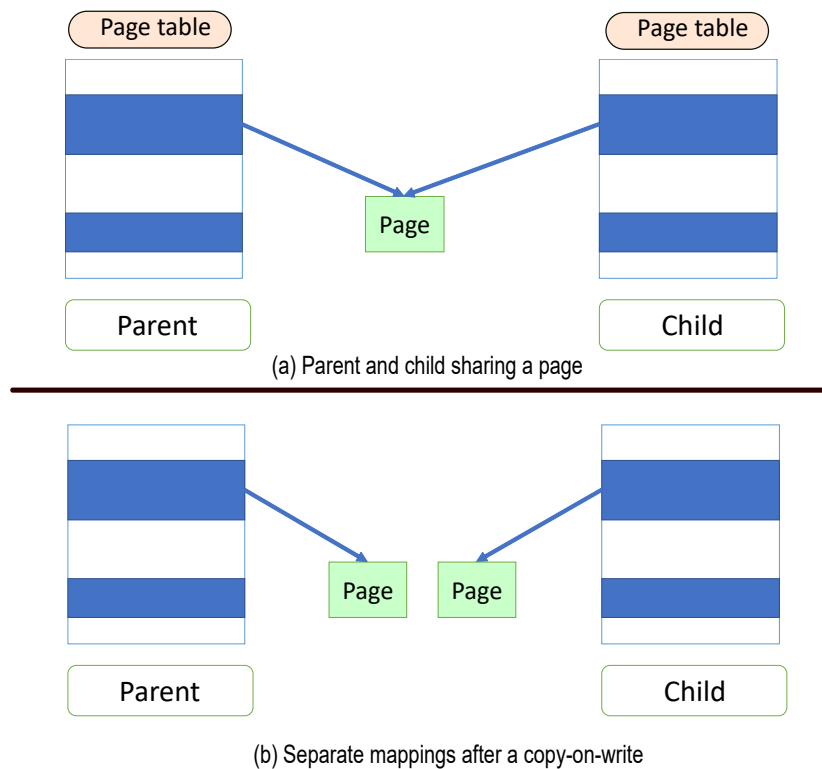 Page table
Page table
Page
Parent
Child
(a) Parent and child sharing a page
Page
Page
Parent
Child
(b) Separate mappings after a copy-on-write